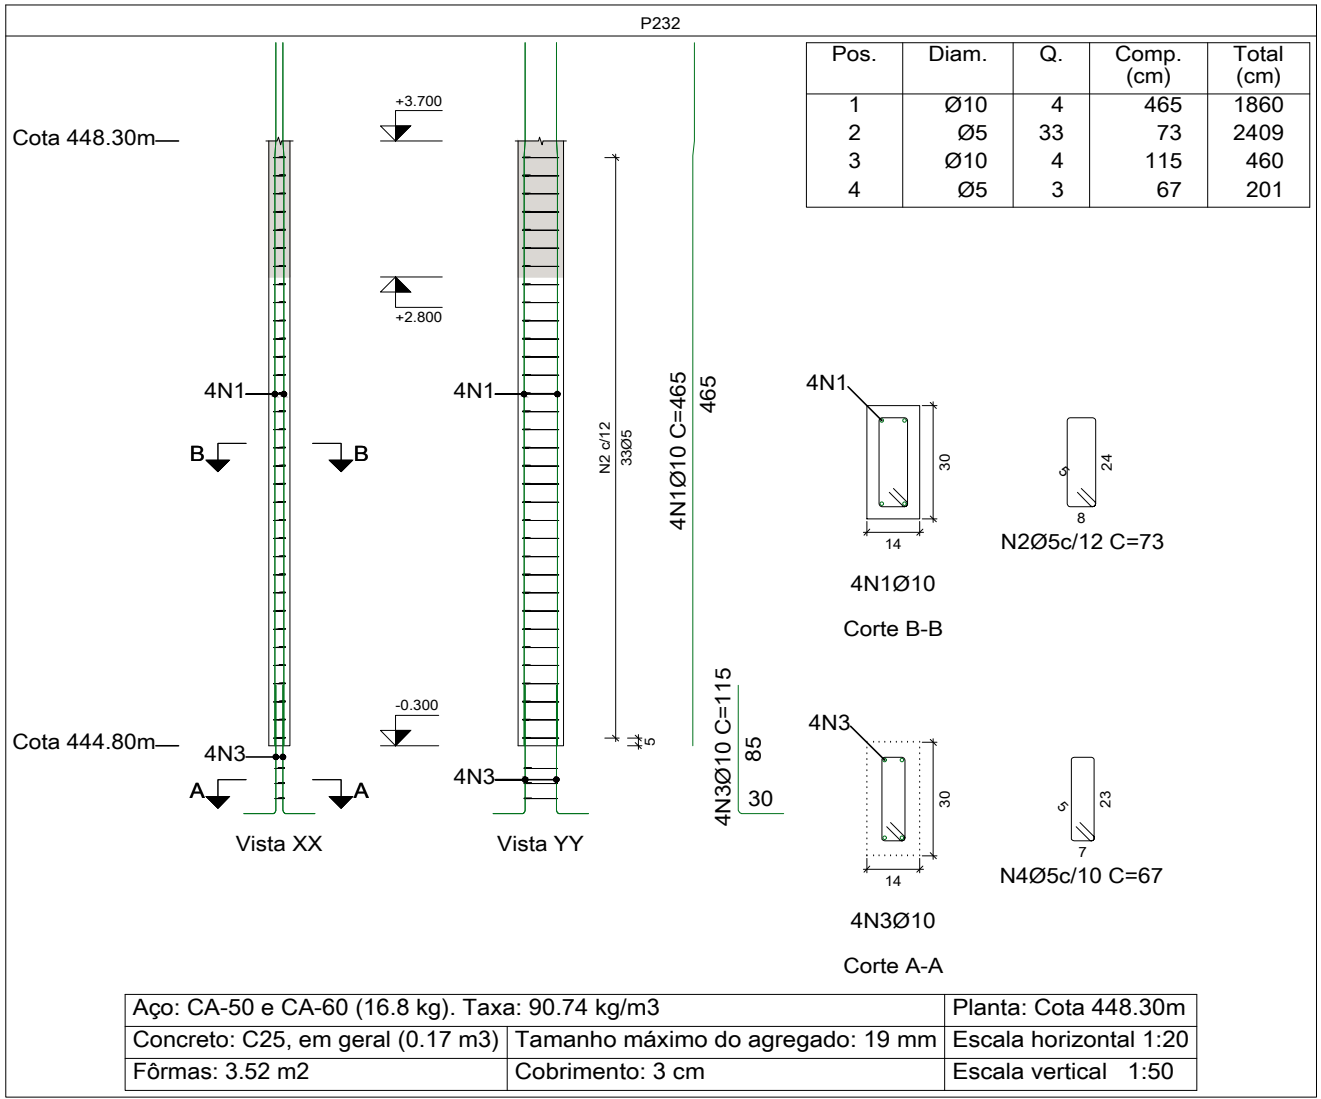 P232
Pos. Diam. Q. Comp. (cm) Total (cm)
1 Ø10 4 465 1860
2 Ø5 33 73 2409
3 Ø10 4 115 460
4 Ø5 3 67 201
+3.700
Cota 448.30m
+2.800
4N1
4N1
B
B
N2 c/12
33Ø5
4N1Ø10 C=465
465
-0.300
Cota 444.80m
5
4N3
4N3
A
A
4N3Ø10 C=115
85
30
Vista XX
Vista YY
4N1
30
14
4N1Ø10
Corte B-B
5
24
8
N2Ø5c/12 C=73
4N3
30
14
4N3Ø10
Corte A-A
5
23
7
N4Ø5c/10 C=67
Aço: CA-50 e CA-60 (16.8 kg). Taxa: 90.74 kg/m3 Planta: Cota 448.30m
Concreto: C25, em geral (0.17 m3) Tamanho máximo do agregado: 19 mm Escala horizontal 1:20
Fôrmas: 3.52 m2 Cobrimento: 3 cm Escala vertical 1:50